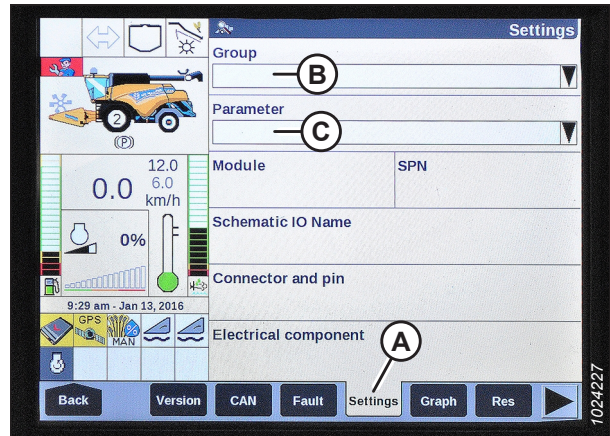 Settings
Group
B
Parameter
C
2
(P)
12.0
0.0 6.0
km/h
Module SPN
0%
E
F
Schematic IO Name
Connector and pin
9:29 am - Jan 13, 2016
GPS
MAN
Electrical component
A
Back Version CAN Fault Settings Graph Res
1024227